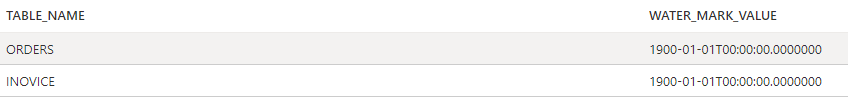 TABLE_NAME WATER_MARK_VALUE
ORDERS 1900-01-01T00:00:00.0000000
INOVICE 1900-01-01T00:00:00.0000000